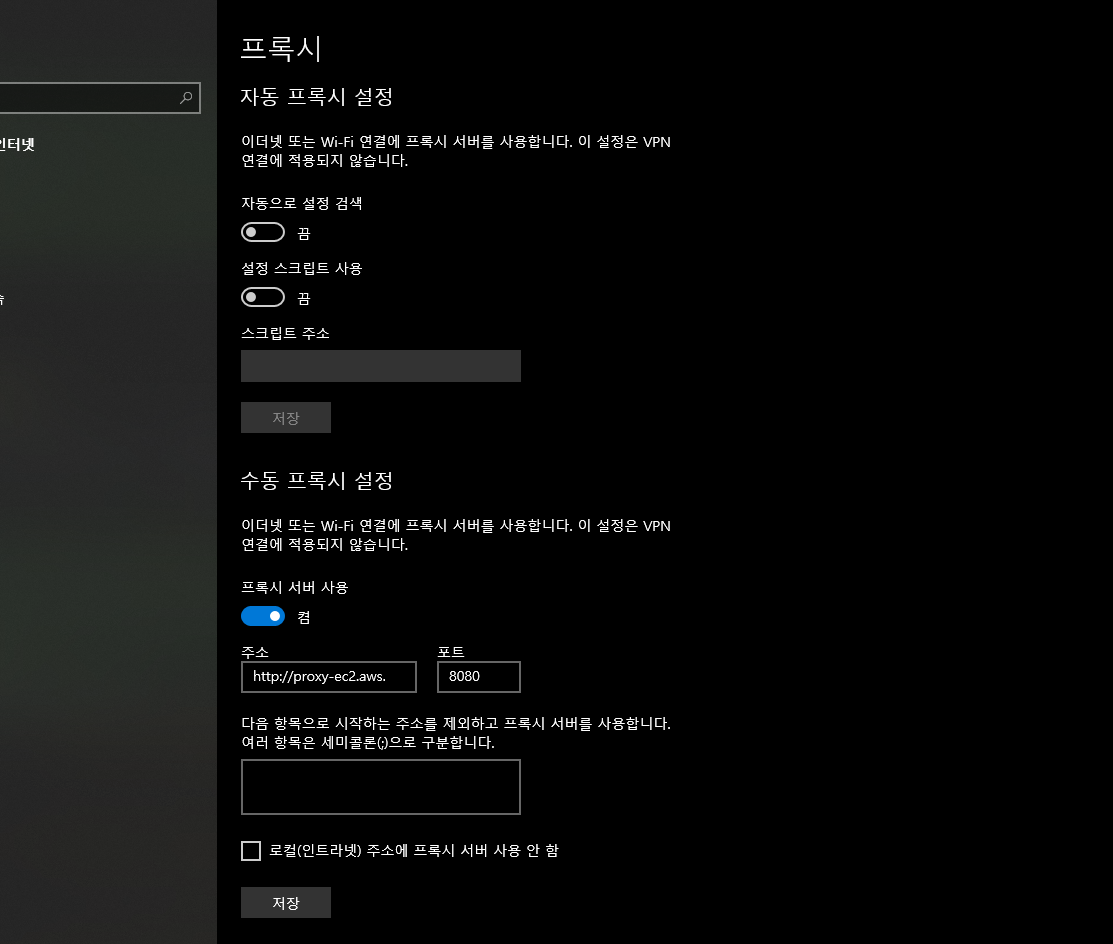 프록시
자동 프록시 설정
인터넷
이더넷 또는 Wi-Fi 연결에 프록시 서버를 사용합니다. 이 설정은 VPN
연결에 적용되지 않습니다.
자동으로 설정 검색
끔
설정 스크립트 사용
끔
스크립트 주소
저장
수동 프록시 설정
이더넷 또는 Wi-Fi 연결에 프록시 서버를 사용합니다. 이 설정은 VPN
연결에 적용되지 않습니다.
프록시 서버 사용
켬
주소 포트
http://proxy-ec2.aws. 8080
다음 항목으로 시작하는 주소를 제외하고 프록시 서버를 사용합니다.
여러 항목은 세미콜론(;)으로 구분합니다.
로컬(인트라넷) 주소에 프록시 서버 사용 안 함
저장